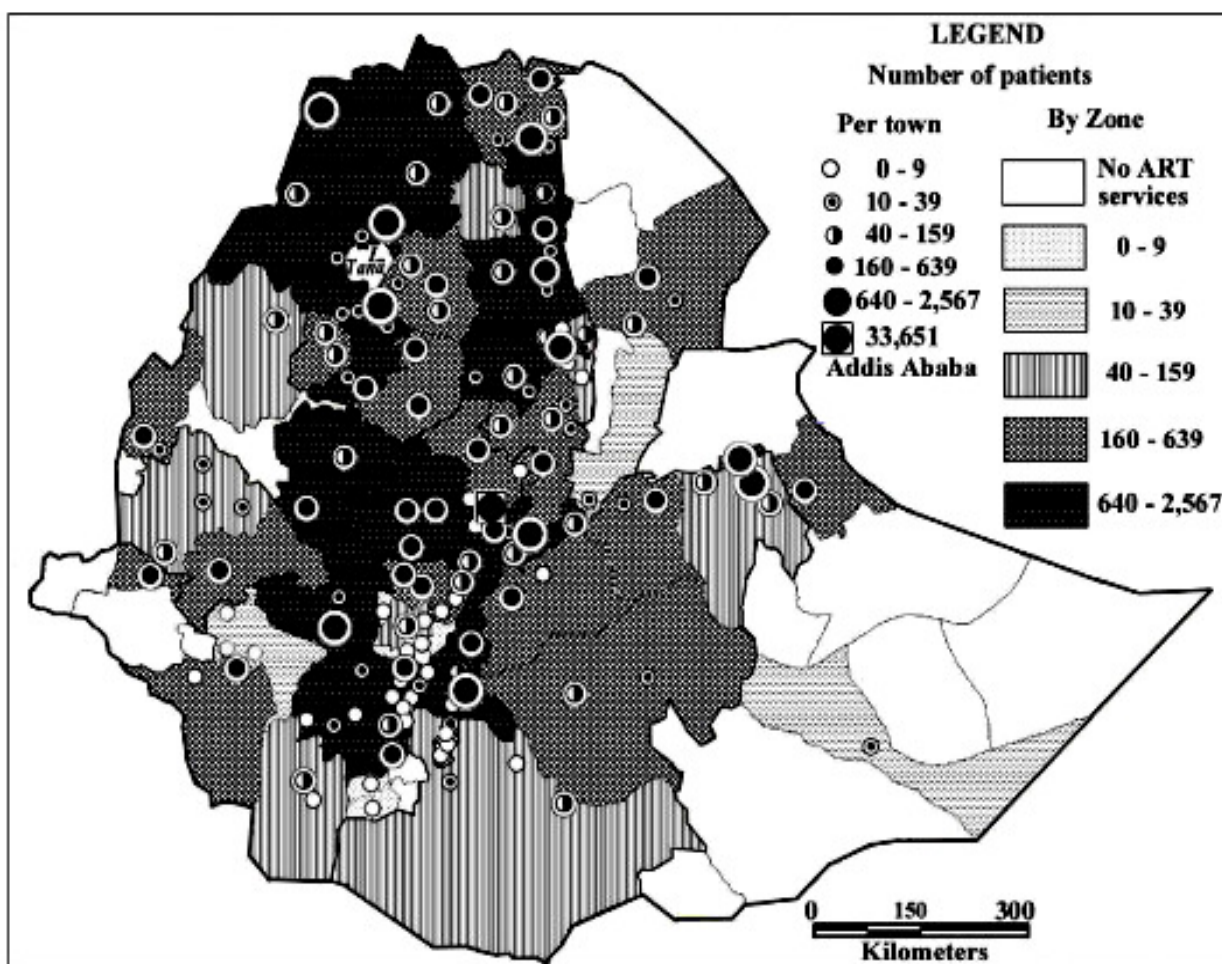 LEGEND
Number of patients
Per town
0 - 9
10 - 39
40 - 159
160 - 639
640 - 2,567
33,651
Addis Ababa
By Zone
No ART
services
0 - 9
10 - 39
40 - 159
160 - 639
640 - 2,567
Tana
0 150 300
Kilometers